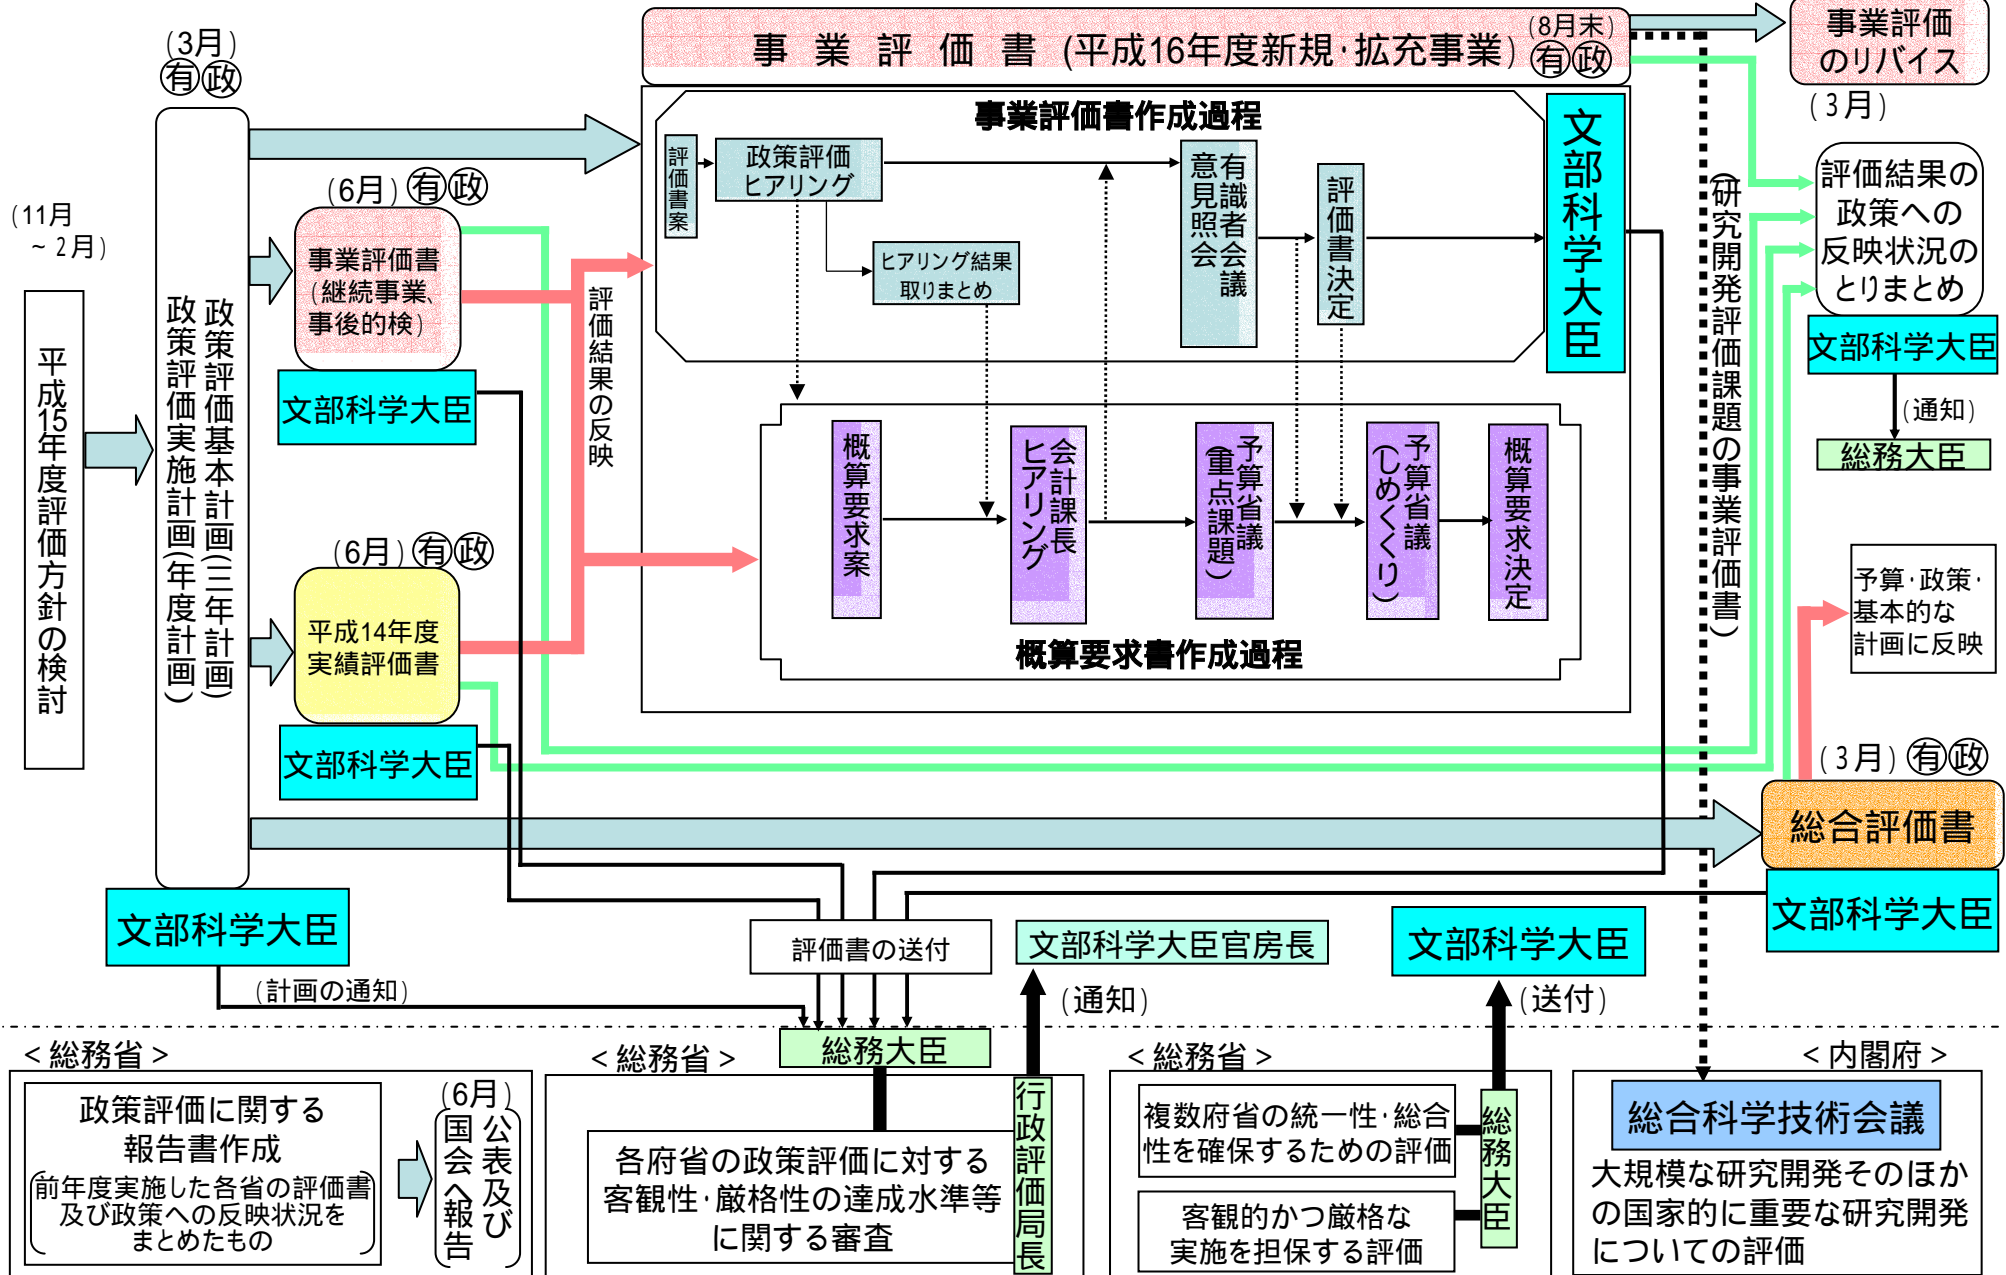 (11月
～2月)
平成15年度評価方針の検討
(3月)
有 政
政策評価基本計画(三年計画)
政策評価実施計画(年度計画)
文部科学大臣
(計画の通知)
(6月) 有 政
事業評価書
(継続事業、
事後的検)
文部科学大臣
(6月) 有 政
平成14年度
実績評価書
文部科学大臣
評価結果の反映
事業評価書 (平成16年度新規・拡充事業)
(8月末)
有 政
事業評価書作成過程
評価書案
政策評価
ヒアリング
ヒアリング結果
取りまとめ
有識者会議
意見照会
評価書決定
文部科学大臣
概算要求案
会計課長
ヒアリング
予算省議
(重点課題)
予算省議
(しめくくり)
概算要求決定
概算要求書作成過程
(研究開発評価課題の事業評価書)
事業評価
のリバイス
(3月)
評価結果の
政策への
反映状況の
とりまとめ
文部科学大臣
(通知)
総務大臣
予算・政策・
基本的な
計画に反映
(3月) 有 政
総合評価書
文部科学大臣
評価書の送付
文部科学大臣官房長
(通知)
文部科学大臣
(送付)
総務大臣
<総務省>
政策評価に関する
報告書作成
前年度実施した各省の評価書
及び政策への反映状況を
まとめたもの
(6月)
公表及び
国会へ報告
<総務省>
各府省の政策評価に対する
客観性・厳格性の達成水準等
に関する審査
行政評価局長
<総務省>
複数府省の統一性・総合
性を確保するための評価
客観的かつ厳格な
実施を担保する評価
総務大臣
<内閣府>
総合科学技術会議
大規模な研究開発そのほか
の国家的に重要な研究開発
についての評価